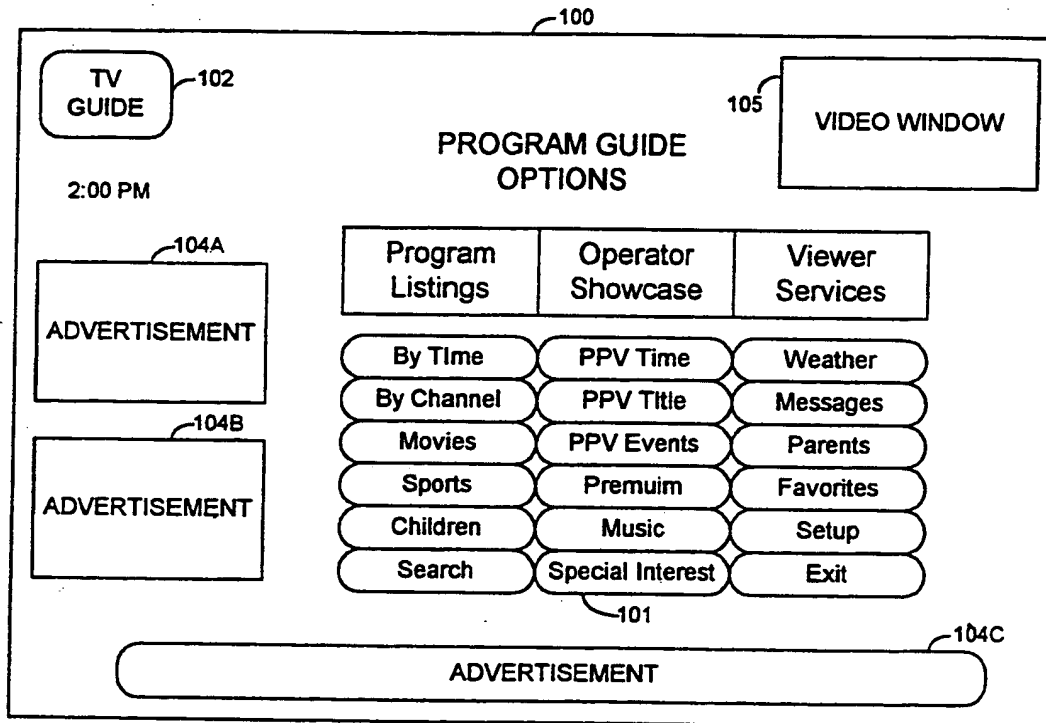 100
TV
GUIDE
102
105
VIDEO WINDOW
PROGRAM GUIDE
OPTIONS
2:00 PM
104A
ADVERTISEMENT
104B
ADVERTISEMENT
Program
Listings
Operator
Showcase
Viewer
Services
By Time
PPV Time
Weather
By Channel
PPV Title
Messages
Movies
PPV Events
Parents
Sports
Premuim
Favorites
Children
Music
Setup
Search
Special Interest
Exit
101
104C
ADVERTISEMENT